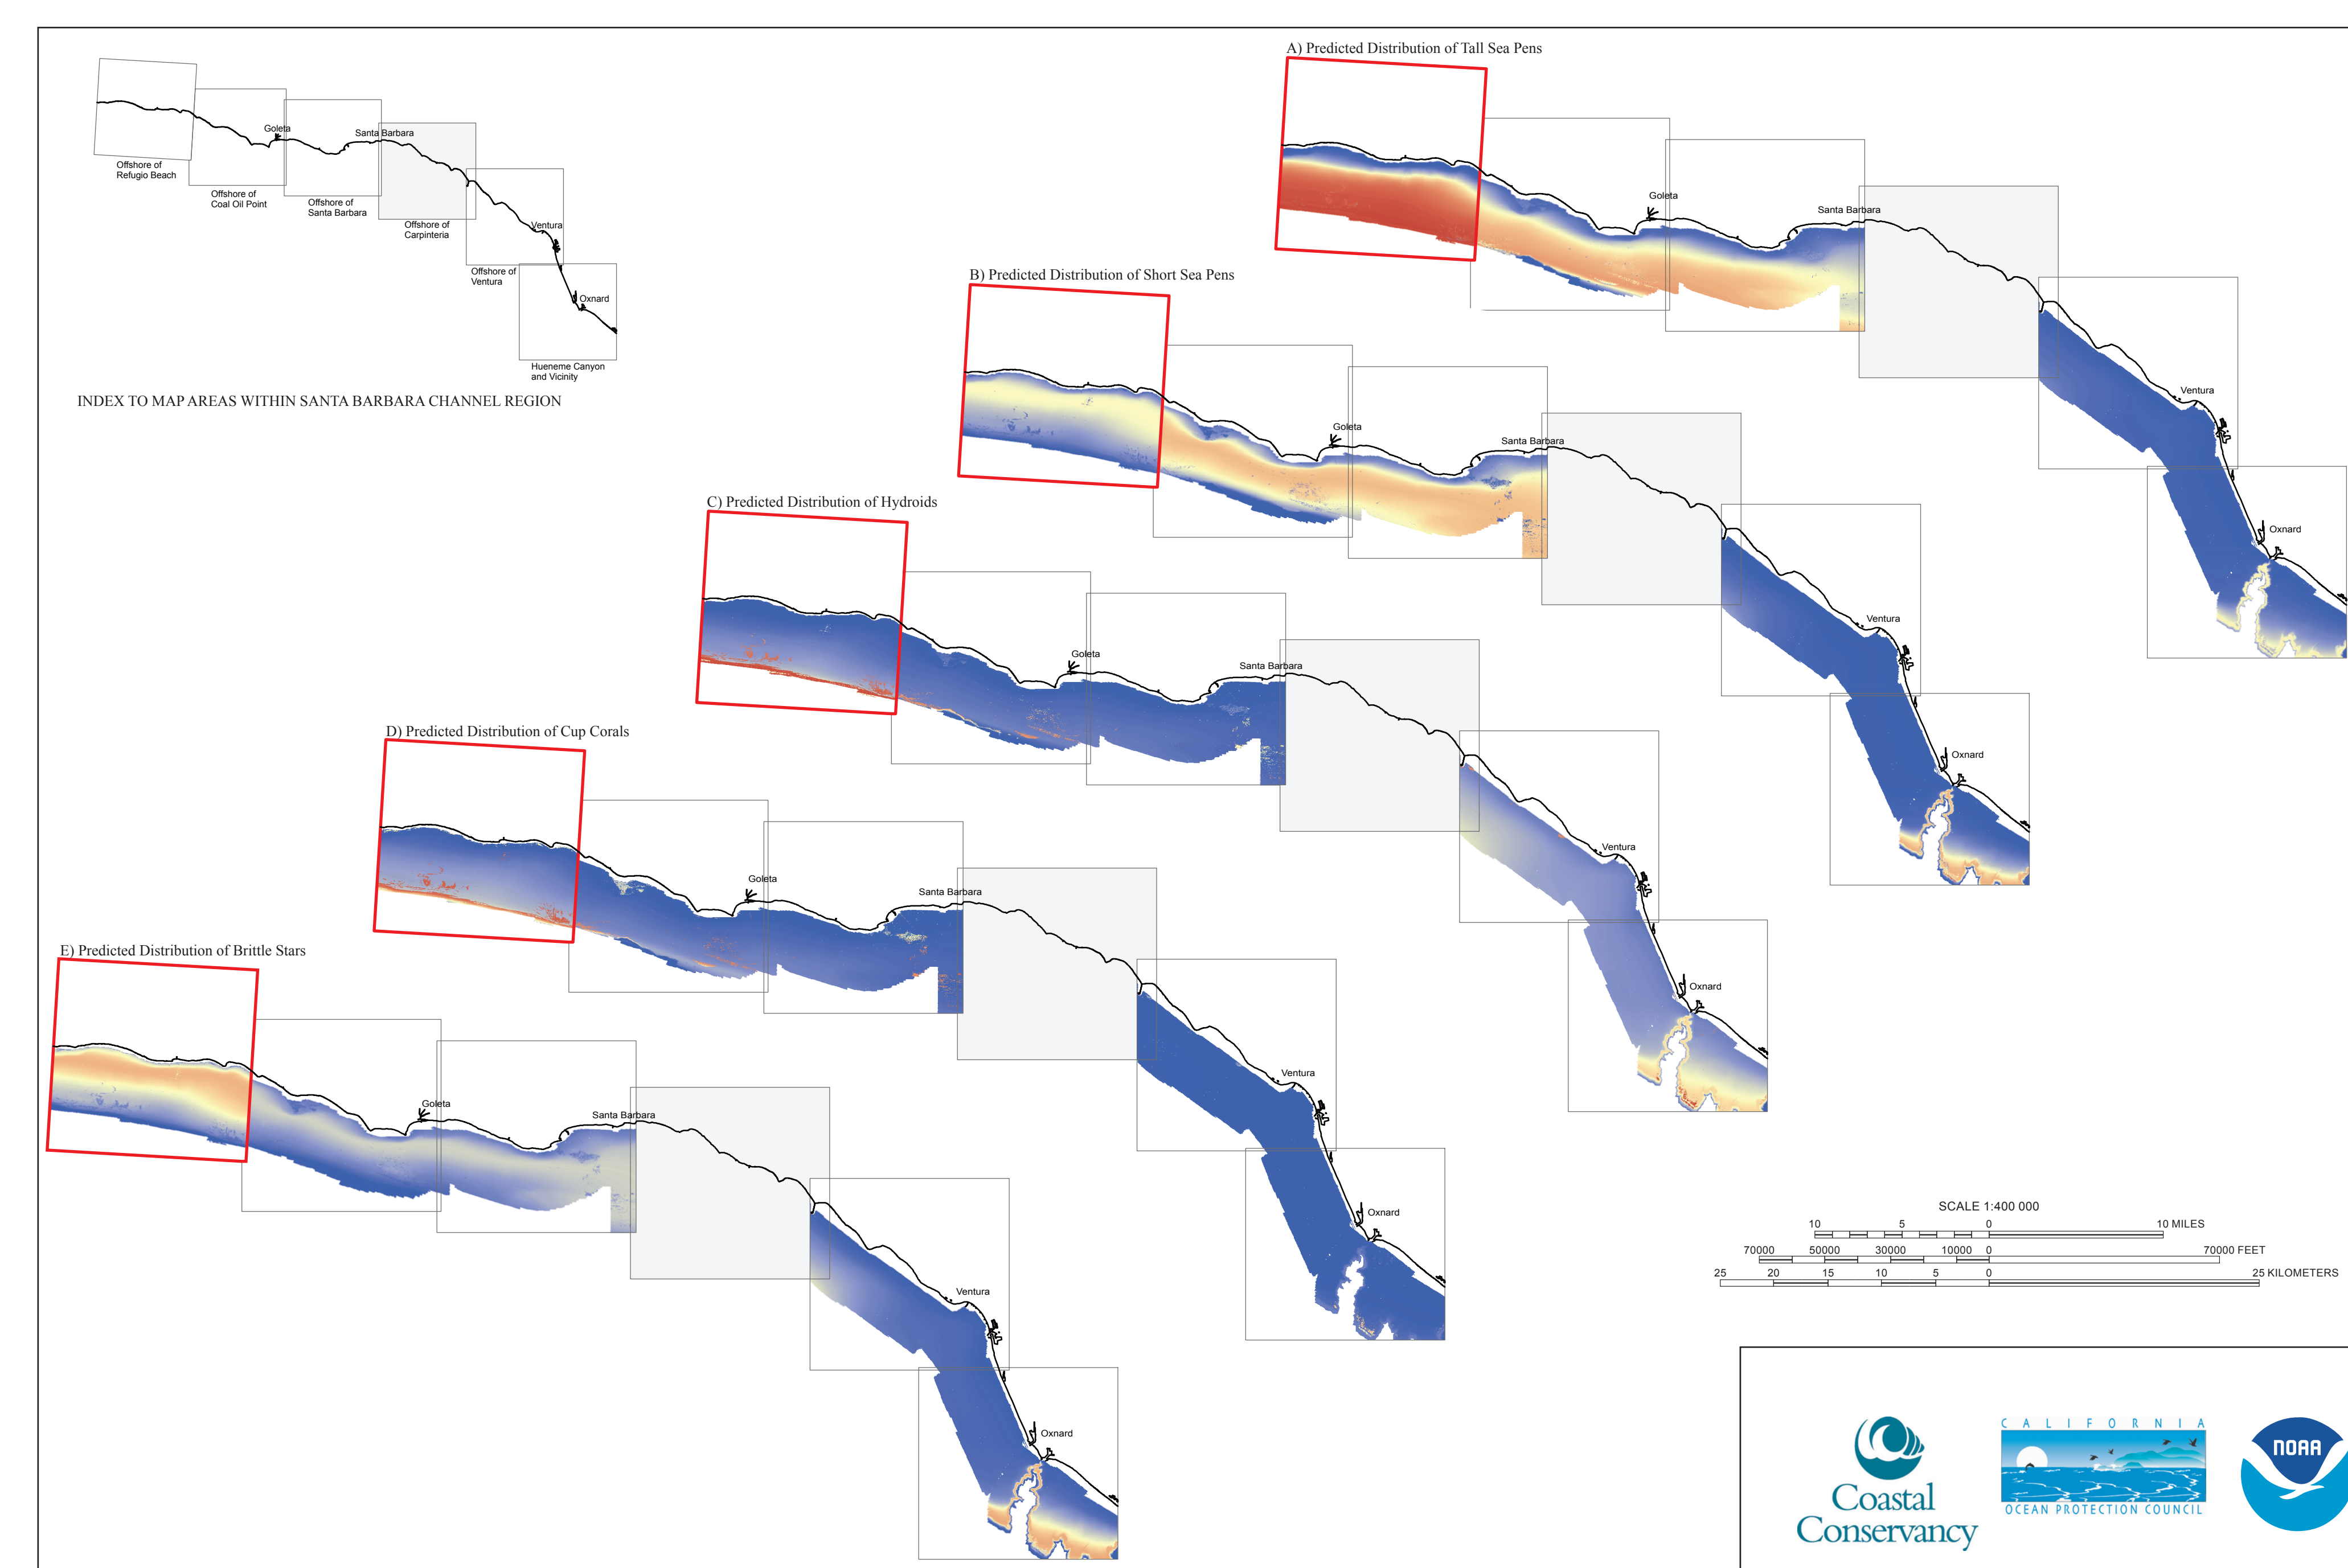 Goleta
Santa Barbara
Offshore of
Refugio Beach
Offshore of
Coal Oil Point
Offshore of
Santa Barbara
Offshore of
Carpinteria
Ventura
Offshore of
Ventura
Oxnard
Hueneme Canyon
and Vicinity
INDEX TO MAP AREAS WITHIN SANTA BARBARA CHANNEL REGION
A) Predicted Distribution of Tall Sea Pens
Goleta
Santa Barbara
Ventura
Oxnard
B) Predicted Distribution of Short Sea Pens
Goleta
Santa Barbara
Ventura
Oxnard
C) Predicted Distribution of Hydroids
Goleta
Santa Barbara
Ventura
Oxnard
D) Predicted Distribution of Cup Corals
Goleta
Santa Barbara
Ventura
Oxnard
E) Predicted Distribution of Brittle Stars
Goleta
Santa Barbara
Ventura
Oxnard
SCALE 1:400 000
10 5 0 10 MILES
70000 50000 30000 10000 0 70000 FEET
25 20 15 10 5 0 25 KILOMETERS
Coastal
Conservancy
CALIFORNIA
OCEAN PROTECTION COUNCIL
NOAA